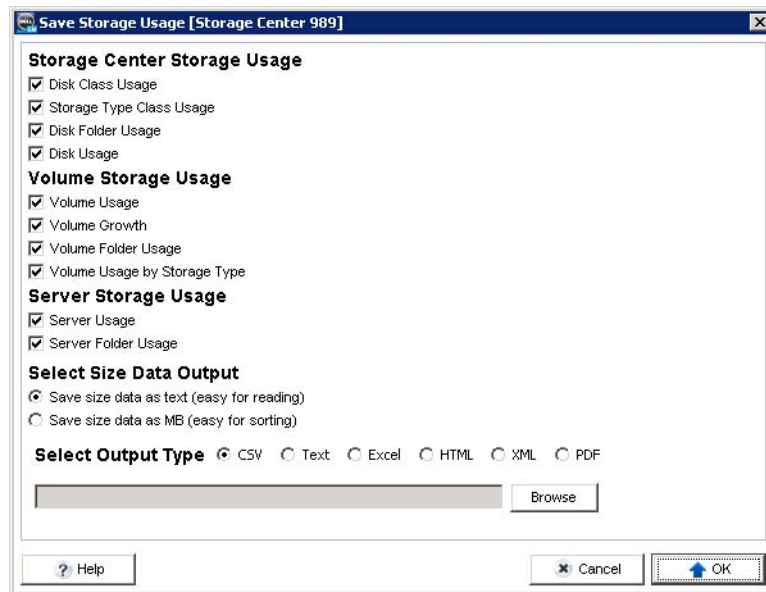 Save Storage Usage [Storage Center 989]
Storage Center Storage Usage
Disk Class Usage
Storage Type Class Usage
Disk Folder Usage
Disk Usage
Volume Storage Usage
Volume Usage
Volume Growth
Volume Folder Usage
Volume Usage by Storage Type
Server Storage Usage
Server Usage
Server Folder Usage
Select Size Data Output
Save size data as text (easy for reading)
Save size data as MB (easy for sorting)
Select Output Type CSV Text Excel HTML XML PDF
Browse
? Help Cancel OK